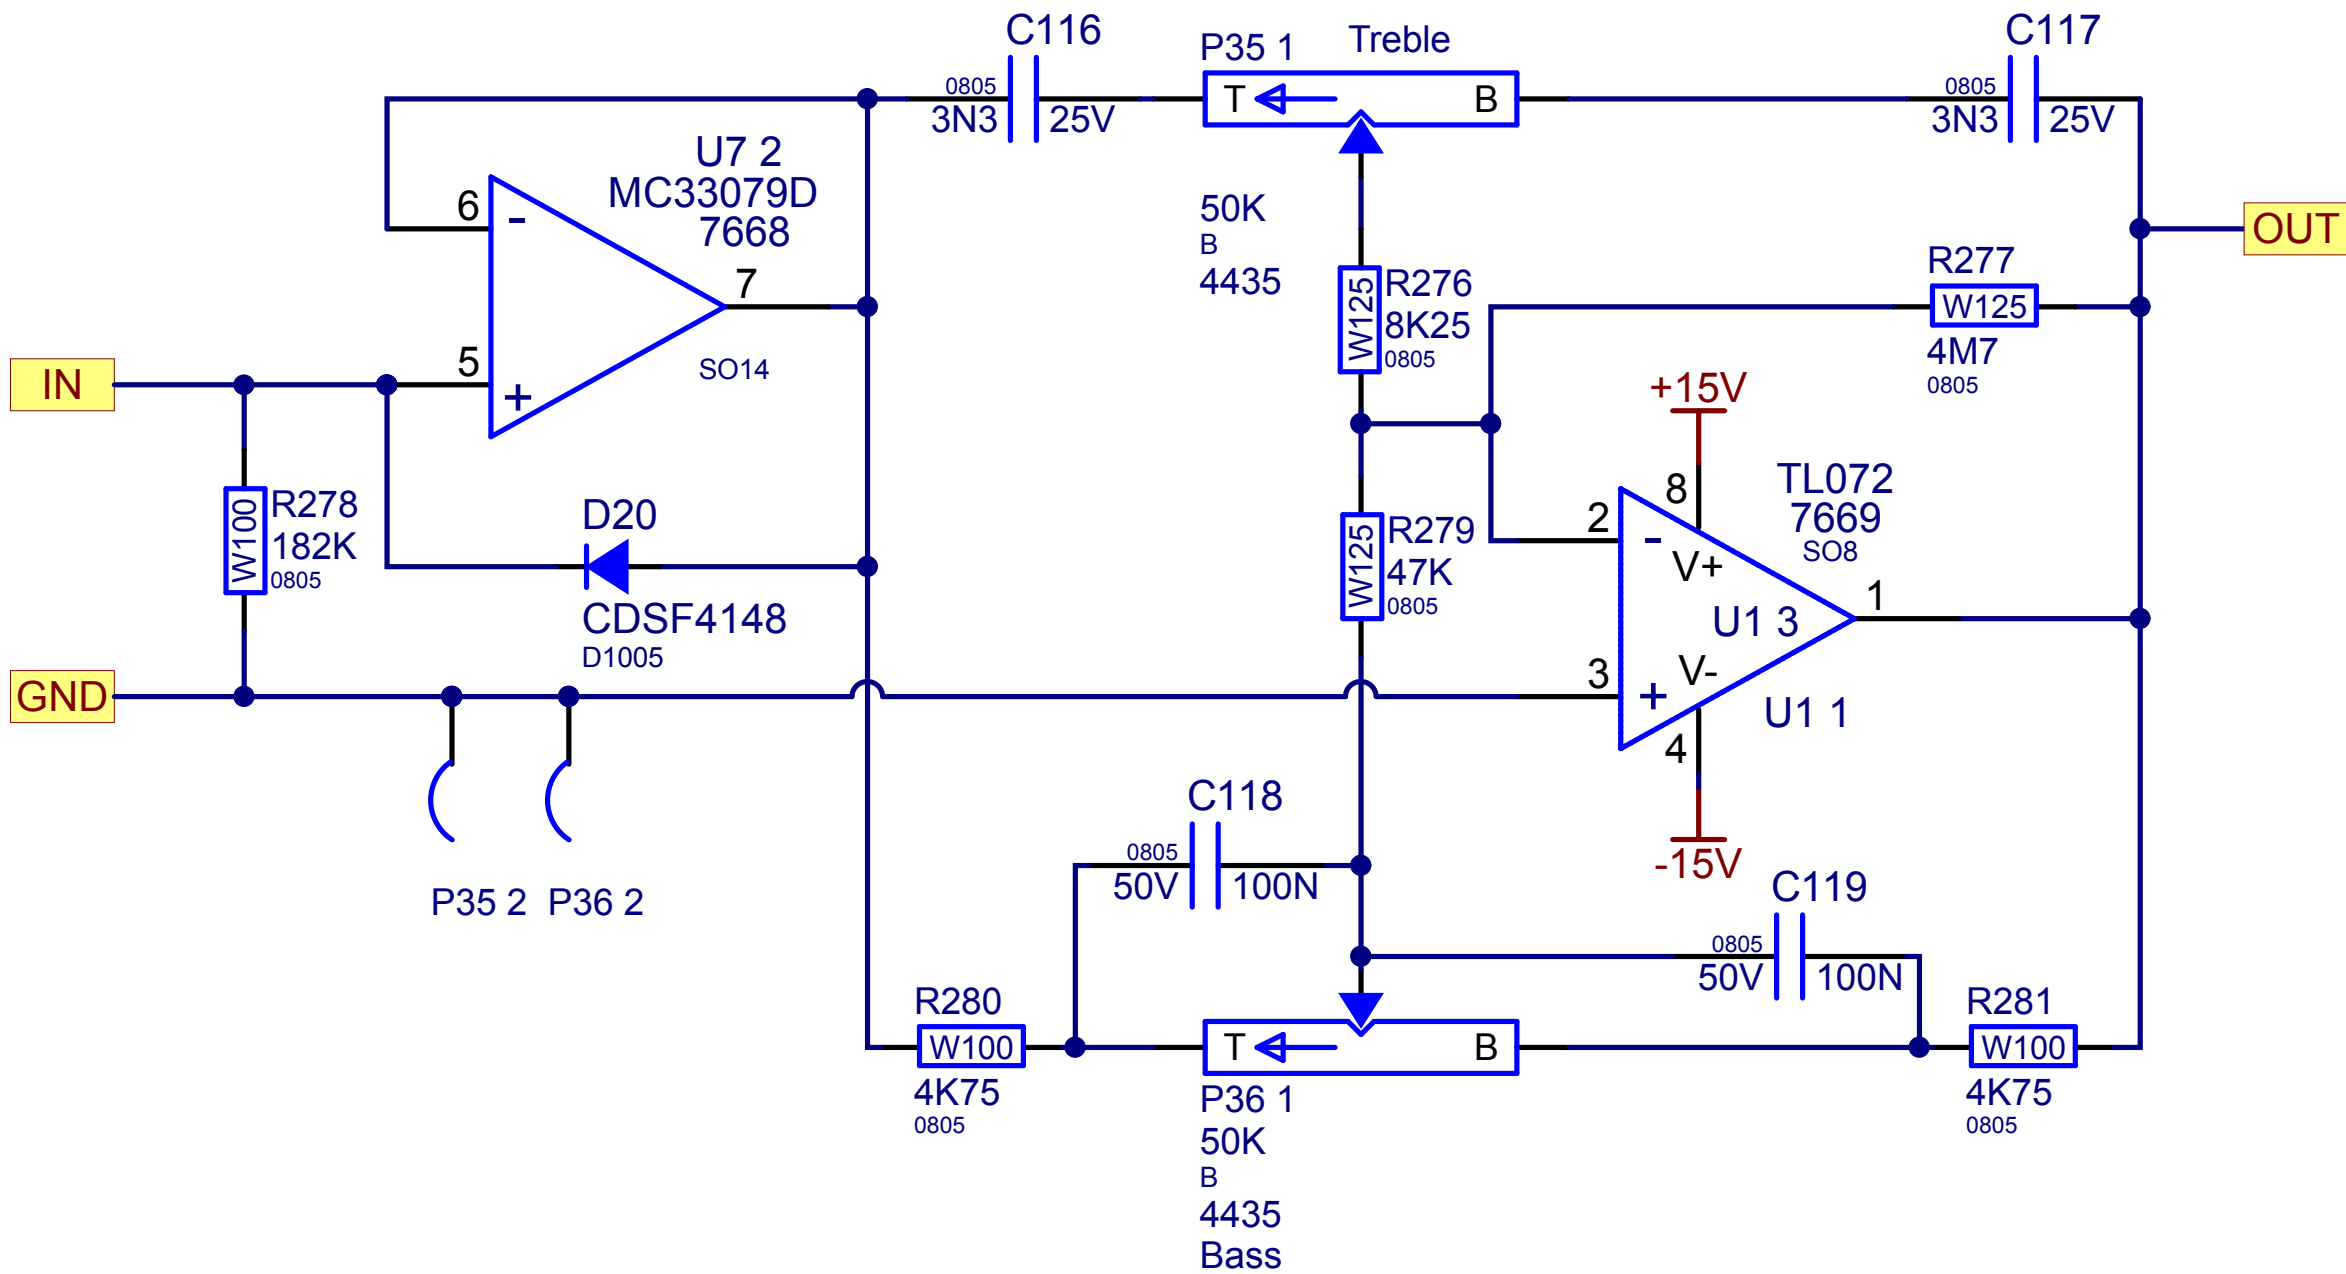 C116
0805
3N3
25V
P35 1
Treble
T
B
C117
0805
3N3
25V
U7 2
MC33079D
7668
6
-
7
5
+
SO14
50K
B
4435
W125
R276
8K25
0805
OUT
R277
W125
4M7
0805
IN
+15V
W100
R278
182K
0805
D20
CDSF4148
D1005
W125
R279
47K
0805
TL072
7669
SO8
8
2
-
V+
1
U1 3
3
+
V-
U1 1
4
-15V
GND
P35 2
P36 2
C118
0805
50V
100N
C119
0805
50V
100N
R280
W100
4K75
0805
T
B
R281
W100
4K75
0805
P36 1
50K
B
4435
Bass